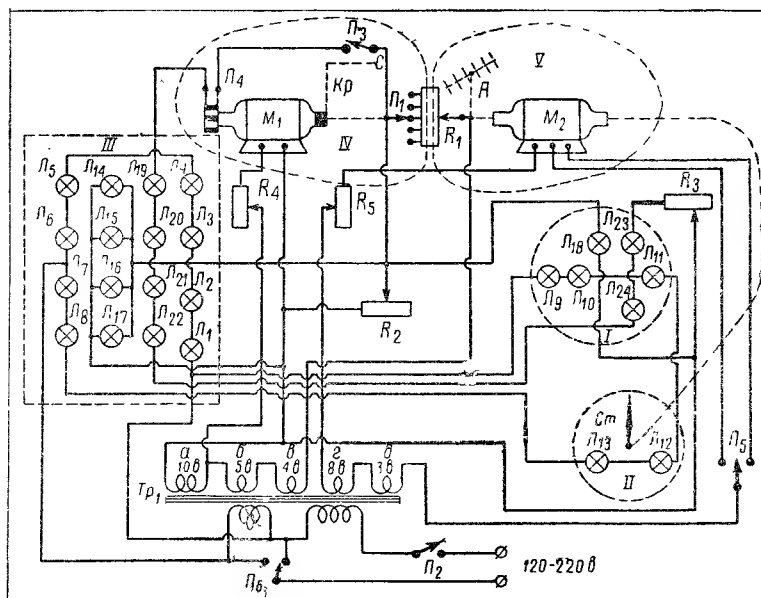 П3
С
П4
Кр
П1
V
А
М1
М2
R1
III
IV
Л5 Л14 Л19 Л4
R4
R5
R3
Л6 Л15 Л20 Л3
Л18 Л23 Л11
Л7 Л16 Л21 Л2
Л9 Л10 Л24
Л8 Л17 Л22 Л1
R2
I
Ст
Л13 Л12
П5
II
а б в г д
10в 5в 4в 8в 3в
Тр1
П2
120-220в